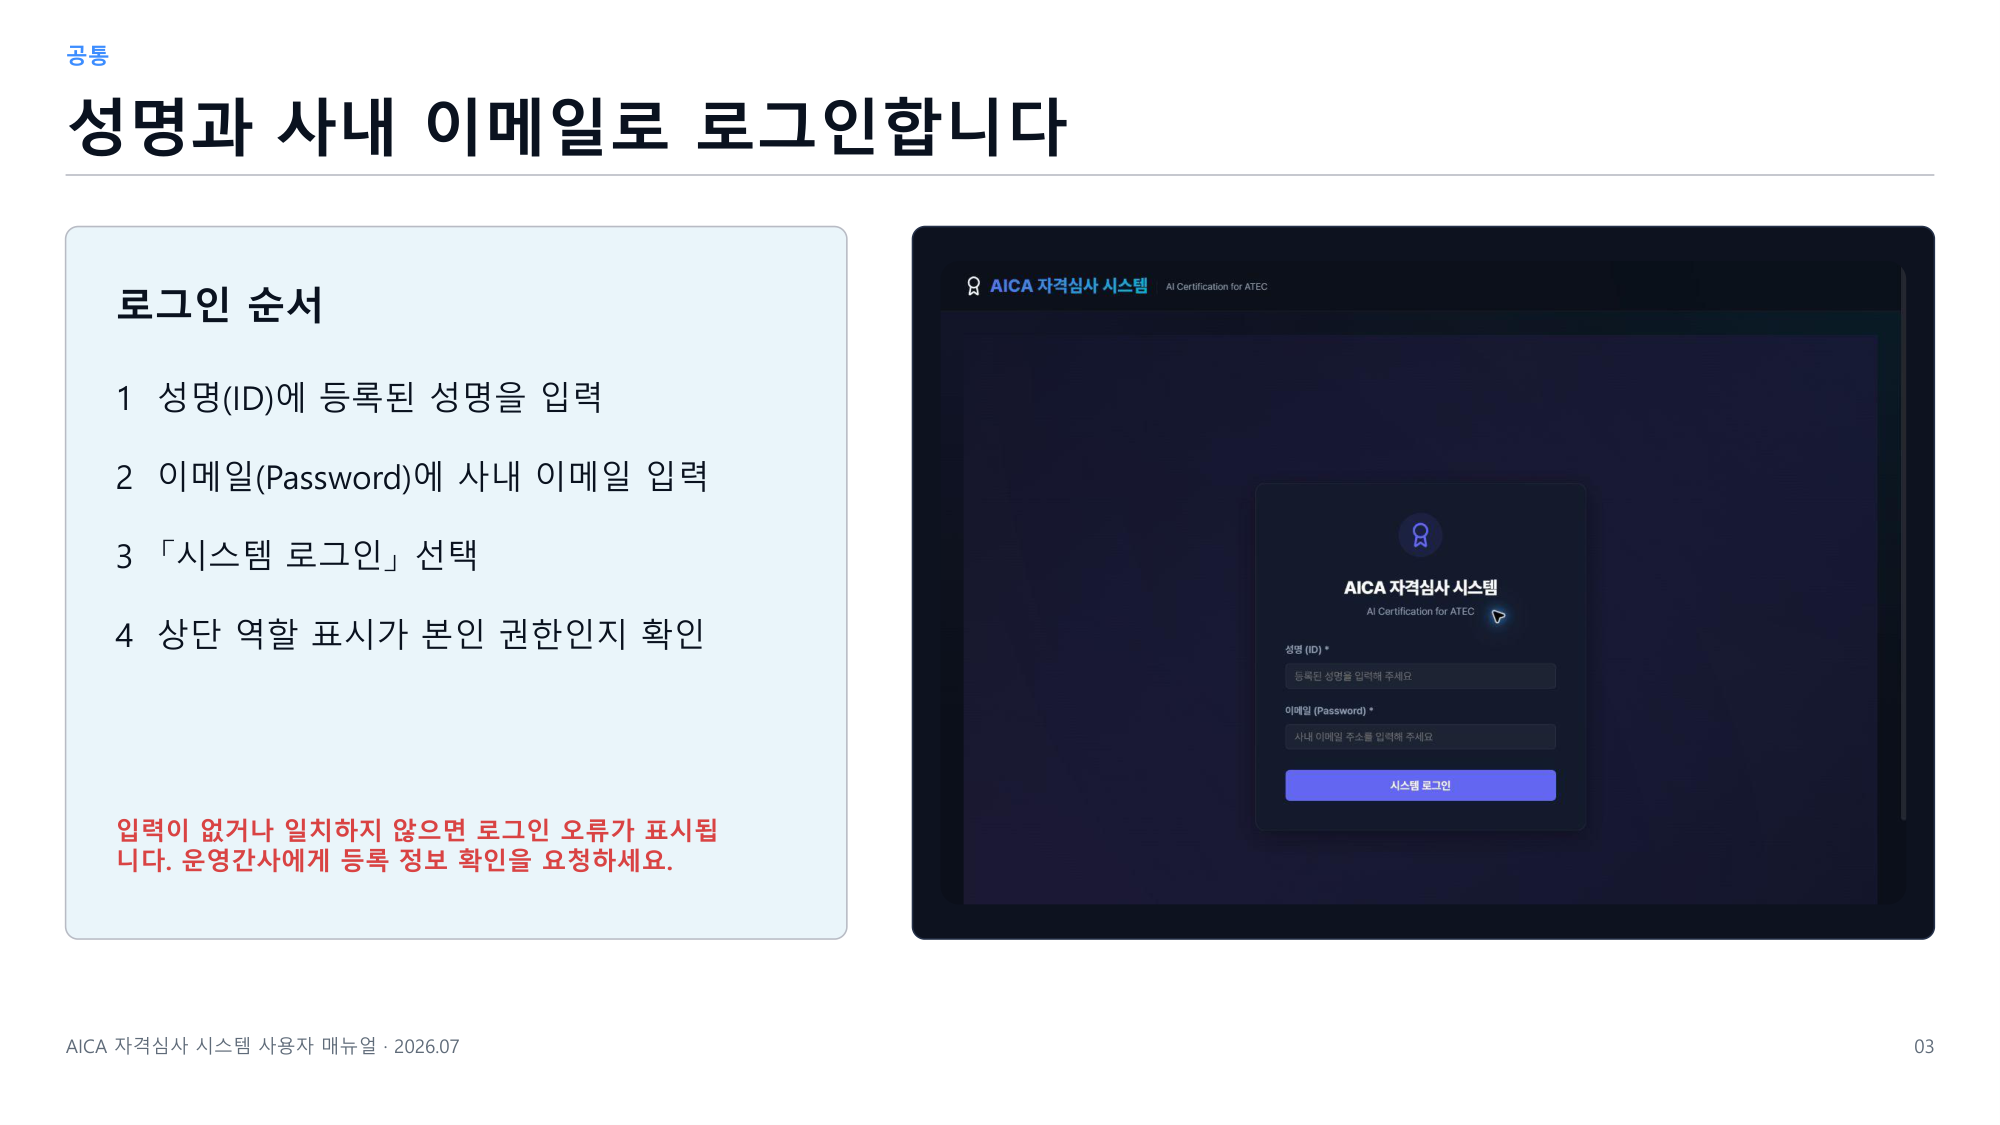 공통
성명과 사내 이메일로 로그인합니다
로그인 순서
1 성명(ID)에 등록된 성명을 입력
2 이메일(Password)에 사내 이메일 입력
3 「시스템 로그인」 선택
4 상단 역할 표시가 본인 권한인지 확인
입력이 없거나 일치하지 않으면 로그인 오류가 표시됩
니다. 운영간사에게 등록 정보 확인을 요청하세요.
AICA 자격심사 시스템 AI Certification for ATEC
AICA 자격심사 시스템
AI Certification for ATEC
성명 (ID) *
등록된 성명을 입력해 주세요
이메일 (Password) *
사내 이메일 주소를 입력해 주세요
시스템 로그인
AICA 자격심사 시스템 사용자 매뉴얼 · 2026.07
03